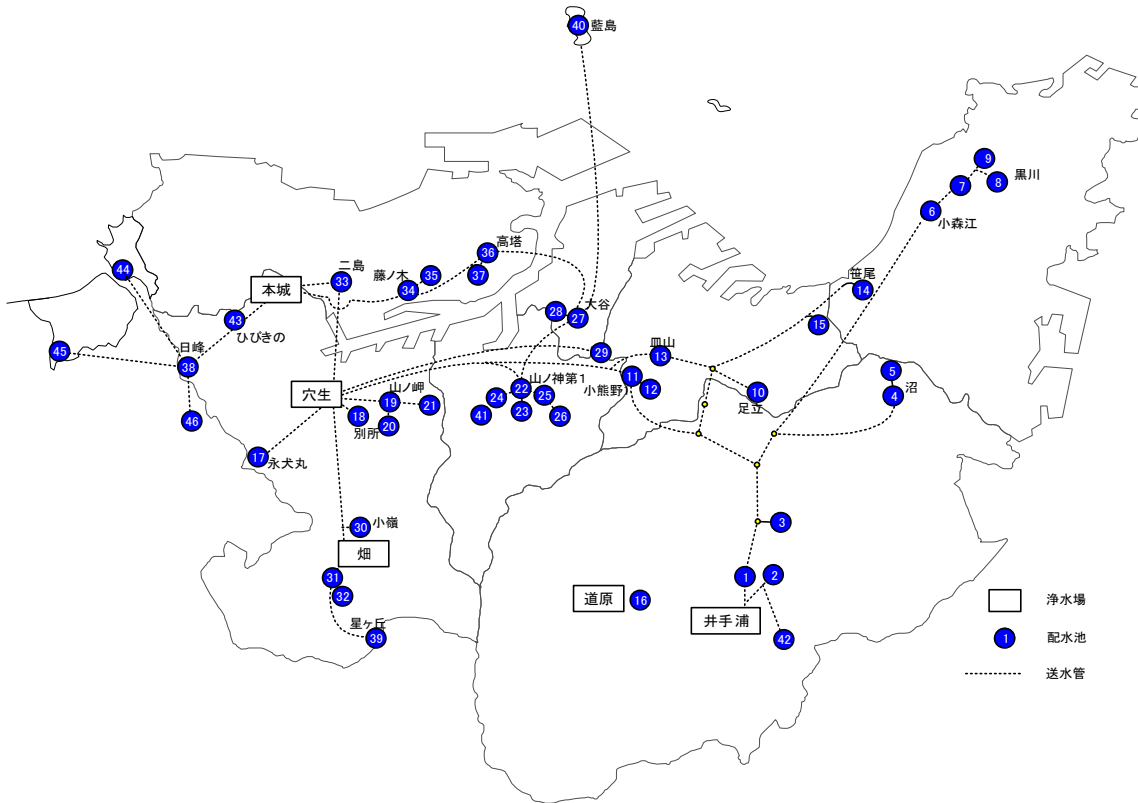 40 藍島
9
7
8
黒川
6
小森江
高塔
36
二島
藤ノ木
35
37
44
33
34
本城
笹尾
14
大谷
28
27
43
ひびきの
15
皿山
45
日峰
29
13
38
穴生
山ノ岬
山ノ神第1
小熊野
11
12
5
沼
4
10
足立
22
24
25
19
21
18
41
23
26
別所
20
46
17
永犬丸
30
小嶺
3
畑
31
32
1
2
道原
16
井手浦
星ヶ丘
39
42
浄水場
1
配水池
送水管